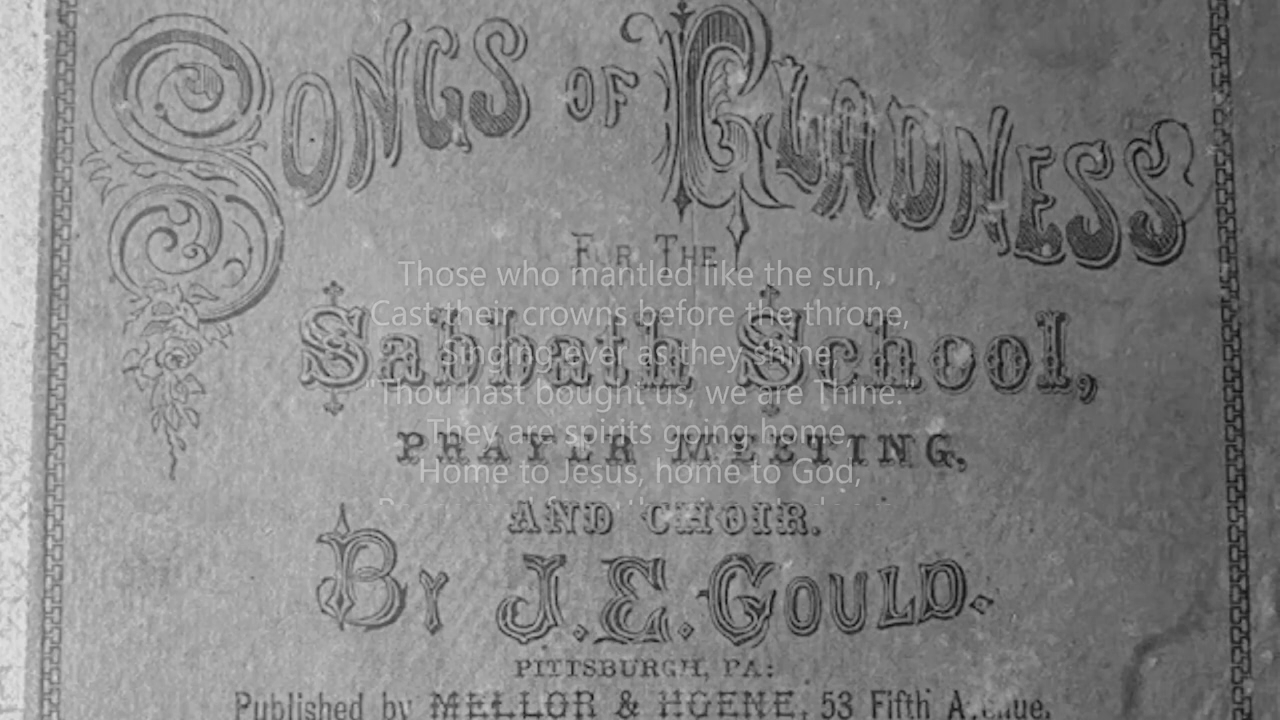 SONGS OF GLADNESS
FOR THE
Those who mantled like the sun,
Cast their crowns before the throne,
Sabbath School,
Singing ever as they shine,
'Thou hast bought us, we are Thine.'
They are spirits going home,
PRAYER MEETING,
Home to Jesus, home to God,
AND CHOIR.
BY J.E. GOULD.
PITTSBURGH, PA:
Published by MELLOR & HOENE, 53 Fifth Avenue.